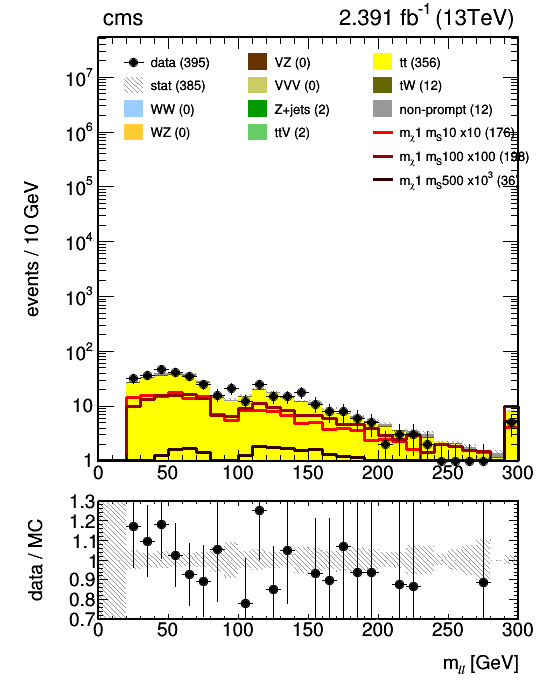 cms 2.391 fb⁻¹ (13TeV)
data (395) VZ (0) tt (356)
stat (385) VVV (0) tW (12)
WW (0) Z+jets (2) non-prompt (12)
WZ (0) ttV (2) mχ1 mS10 x10 (176)
mχ1 mS100 x100 (198)
mχ1 mS500 x10³ (36)
events / 10 GeV
10⁷
10⁶
10⁵
10⁴
10³
10²
10
1
0 50 100 150 200 250 300
data / MC
1.3
1.2
1.1
1
0.9
0.8
0.7
0 50 100 150 200 250 300
mll [GeV]